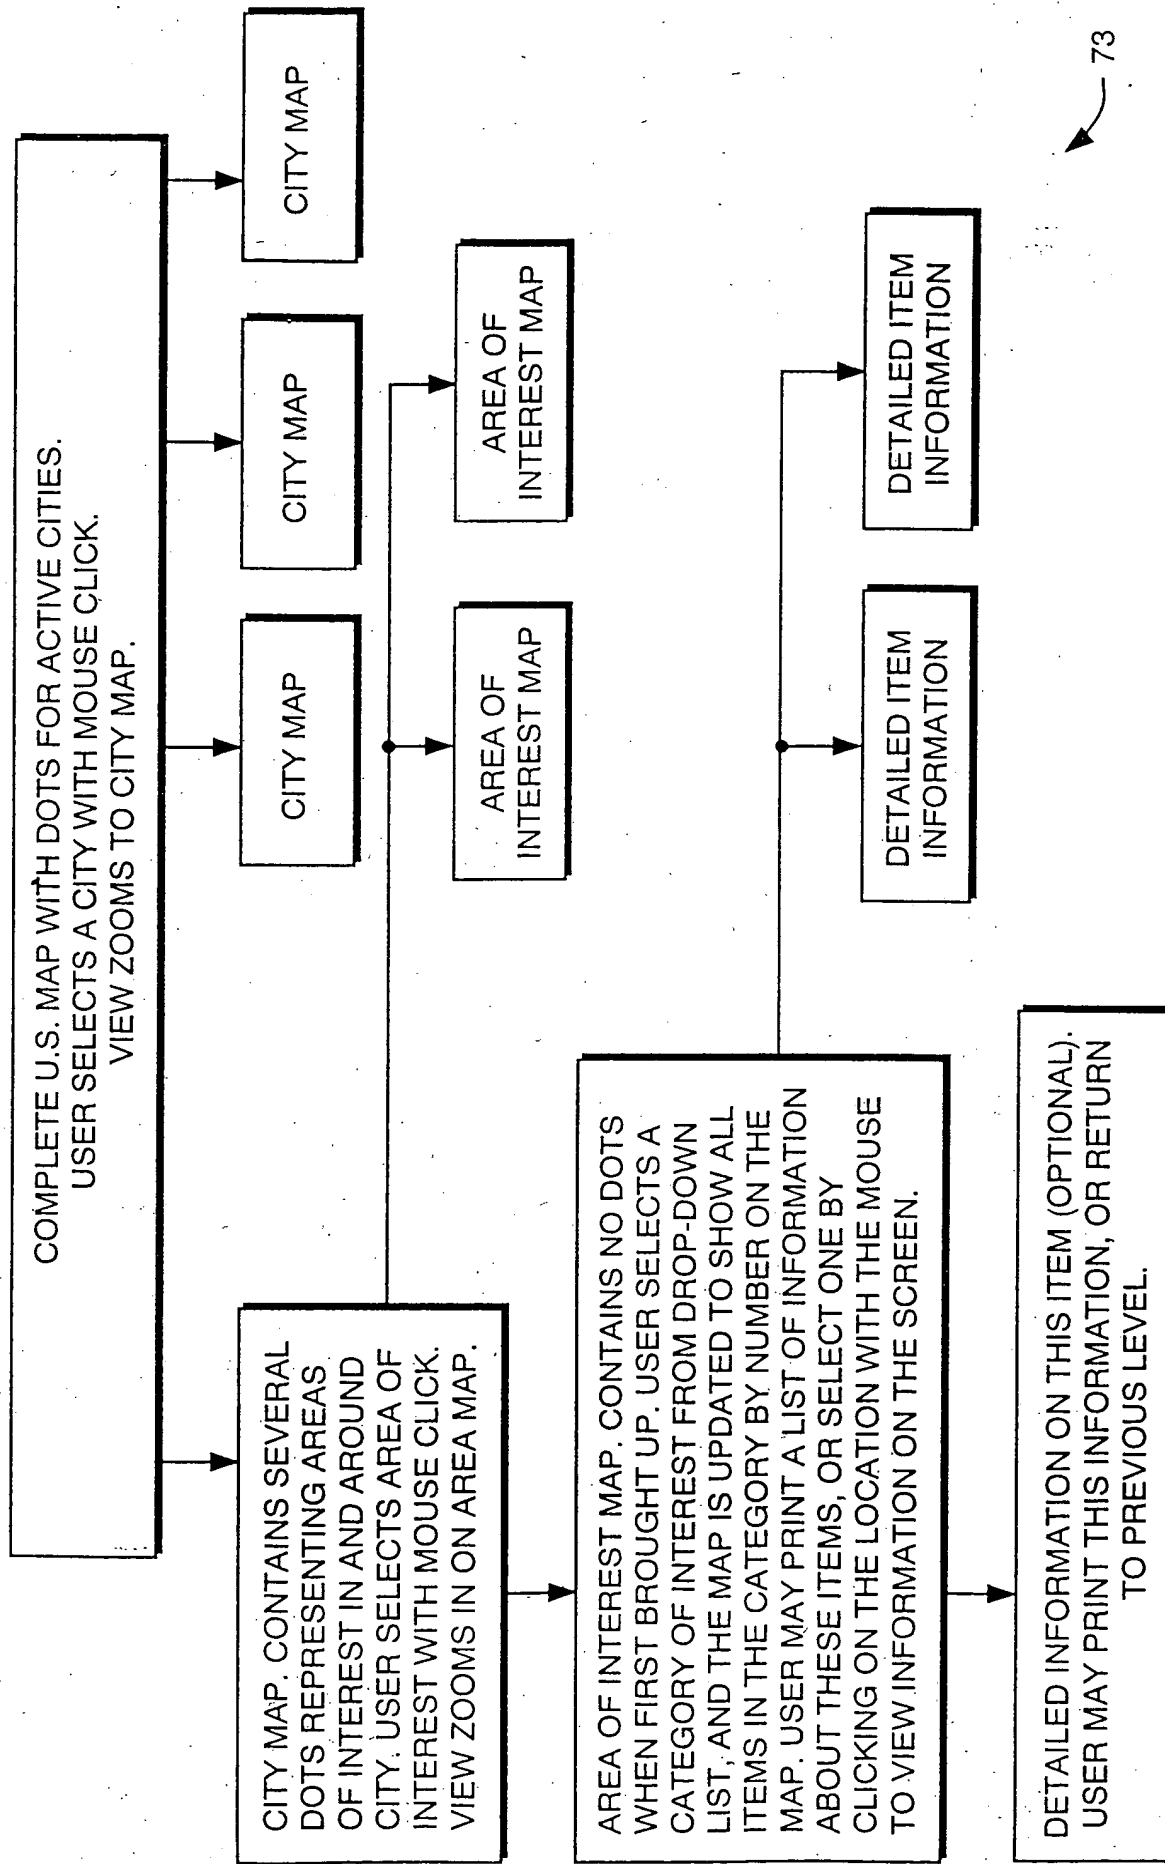 COMPLETE U.S. MAP WITH DOTS FOR ACTIVE CITIES.
USER SELECTS A CITY WITH MOUSE CLICK.
VIEW ZOOMS TO CITY MAP.
CITY MAP. CONTAINS SEVERAL
DOTS REPRESENTING AREAS
OF INTEREST IN AND AROUND
CITY. USER SELECTS AREA OF
INTEREST WITH MOUSE CLICK.
VIEW ZOOMS IN ON AREA MAP.
CITY MAP
CITY MAP
CITY MAP
AREA OF
INTEREST MAP
AREA OF
INTEREST MAP
AREA OF INTEREST MAP. CONTAINS NO DOTS
WHEN FIRST BROUGHT UP. USER SELECTS A
CATEGORY OF INTEREST FROM DROP-DOWN
LIST, AND THE MAP IS UPDATED TO SHOW ALL
ITEMS IN THE CATEGORY BY NUMBER ON THE
MAP. USER MAY PRINT A LIST OF INFORMATION
ABOUT THESE ITEMS, OR SELECT ONE BY
CLICKING ON THE LOCATION WITH THE MOUSE
TO VIEW INFORMATION ON THE SCREEN.
DETAILED ITEM
INFORMATION
DETAILED ITEM
INFORMATION
DETAILED INFORMATION ON THIS ITEM (OPTIONAL).
USER MAY PRINT THIS INFORMATION, OR RETURN
TO PREVIOUS LEVEL.
73